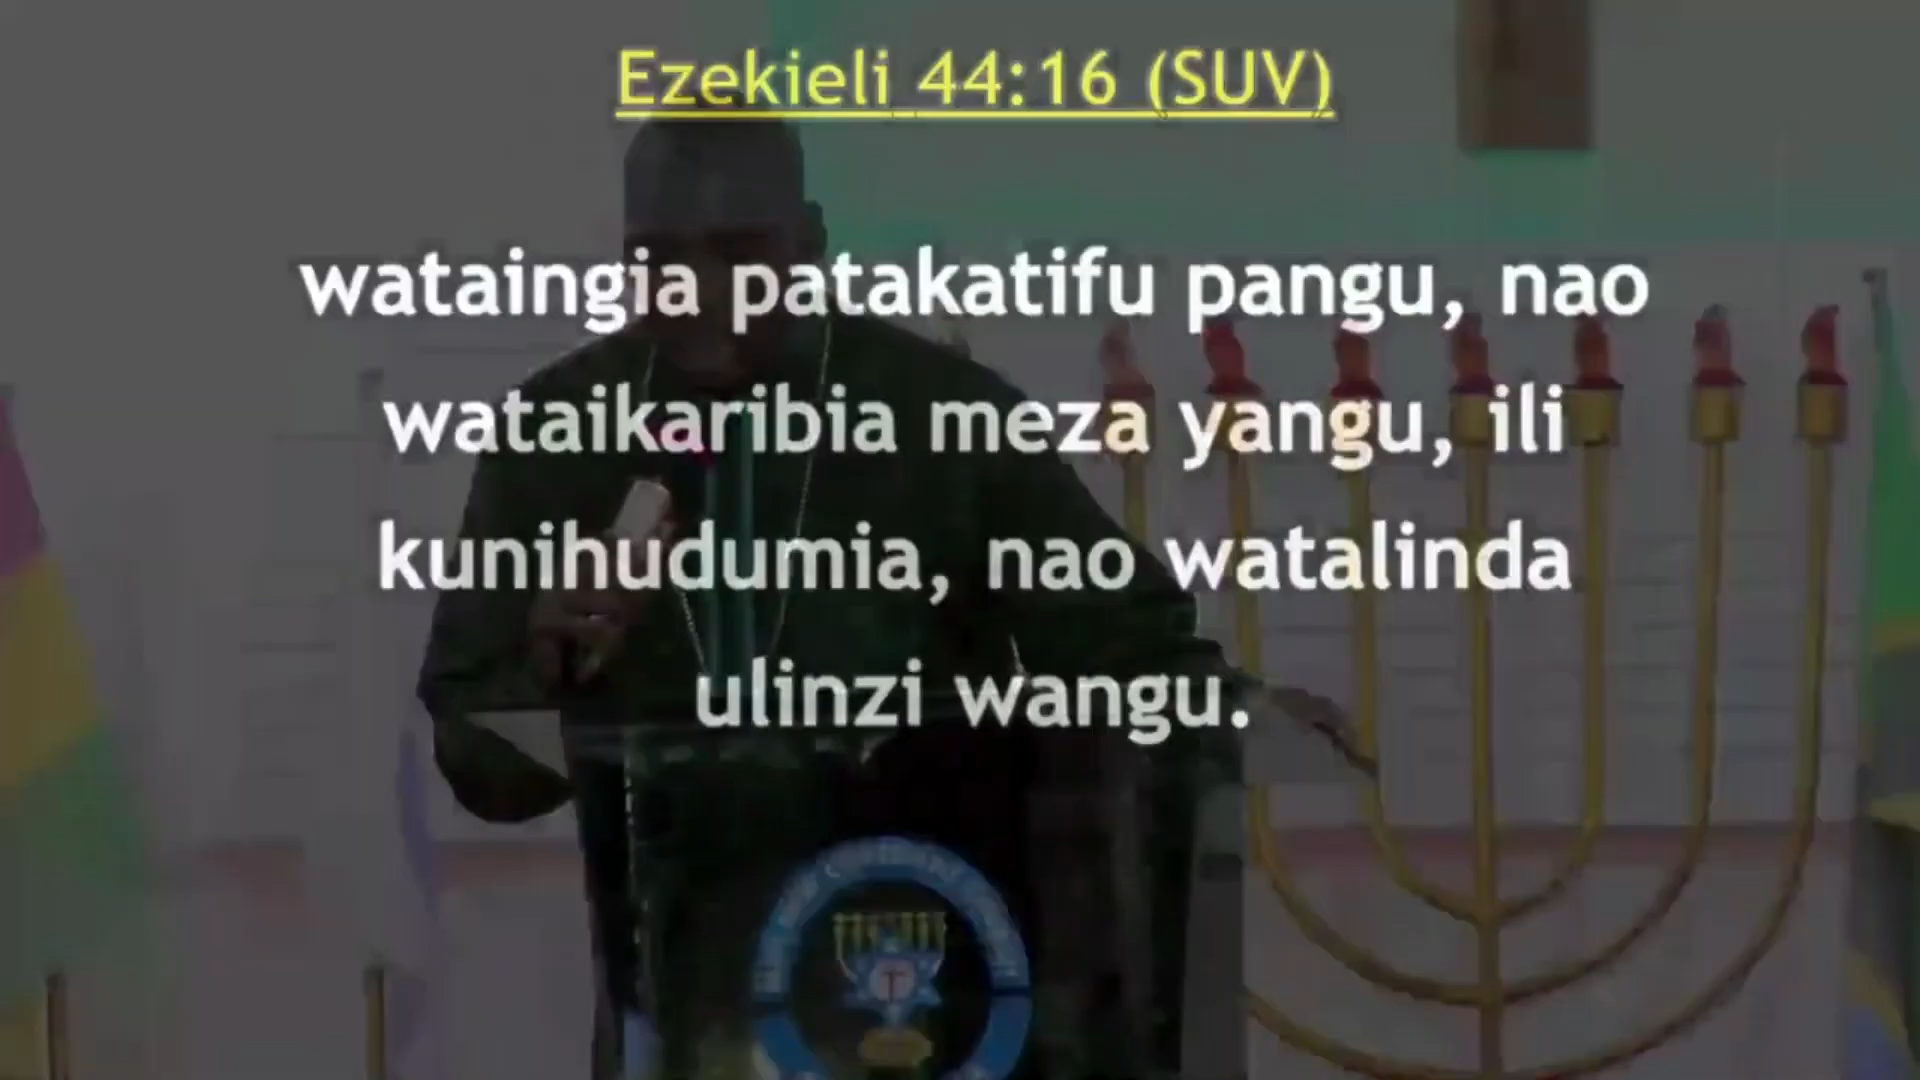 Ezekieli 44:16 (SUV)
wataingia patakatifu pangu, nao
wataikaribia meza yangu, ili
kunihudumia, nao watalinda
ulinzi wangu.